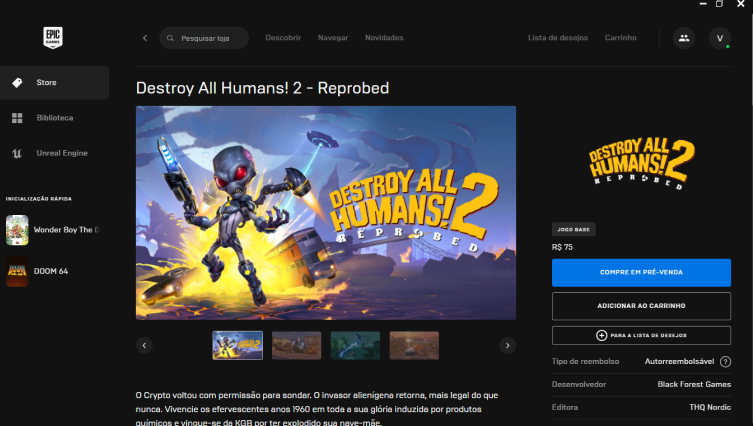 EPIC
GAMES
Pesquisar loja
Descobrir
Navegar
Novidades
Lista de desejos
Carrinho
V
Store
Biblioteca
Unreal Engine
INICIALIZAÇÃO RÁPIDA
Wonder Boy The D
DOOM 64
Destroy All Humans! 2 - Reprobed
DESTROY ALL
HUMANS! 2
REPROBED
DESTROY ALL
HUMANS! 2
REPROBED
JOGO BASE
R$ 75
COMPRE EM PRÉ-VENDA
ADICIONAR AO CARRINHO
PARA A LISTA DE DESEJOS
Tipo de reembolso
Autorreembolsável ?
Desenvolvedor
Black Forest Games
Editora
THQ Nordic
O Crypto voltou com permissão para sondar. O invasor alienígena retorna, mais legal do que
nunca. Vivencie os efervescentes anos 1960 em toda a sua glória induzida por produtos
químicos e vingue-se da KGB por ter explodido sua nave-mãe.